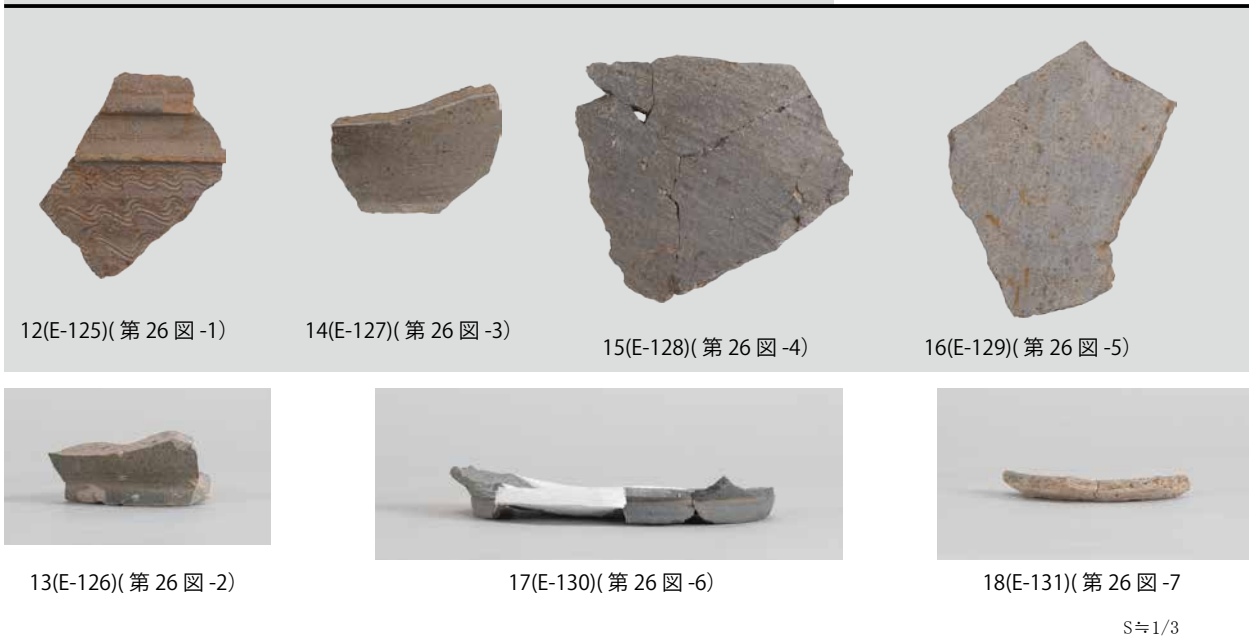 12(E-125)( 第 26 図 -1）
14(E-127)( 第 26 図 -3）
15(E-128)( 第 26 図 -4）
16(E-129)( 第 26 図 -5）
13(E-126)( 第 26 図 -2）
17(E-130)( 第 26 図 -6）
18(E-131)( 第 26 図 -7
S≒1/3